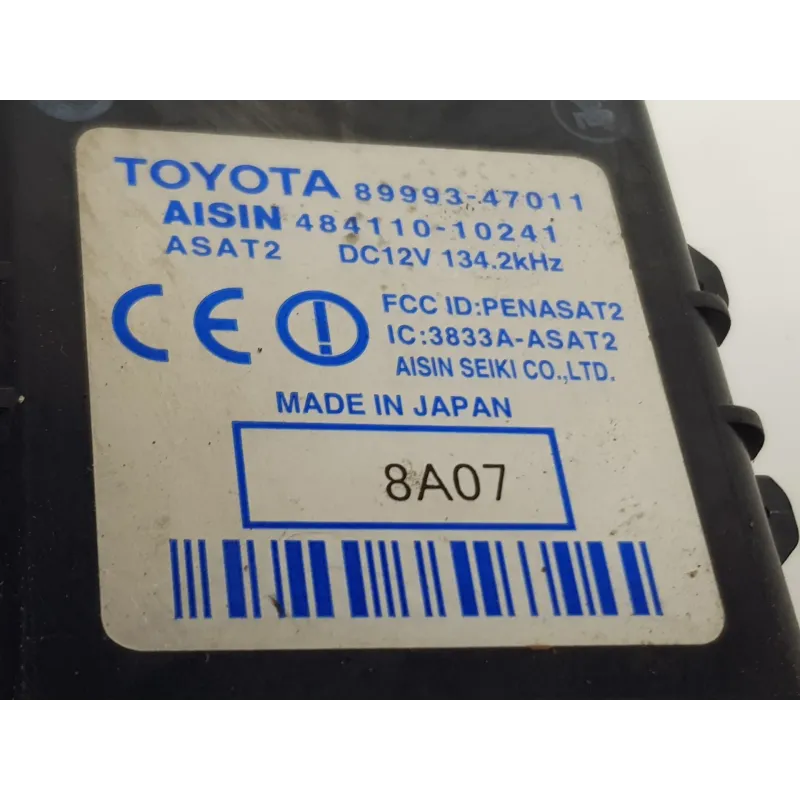 TOYOTA 89993-47011
AISIN 484110-10241
ASAT2 DC12V 134.2kHz
CE FCC ID:PENASAT2
IC:3833A-ASAT2
AISIN SEIKI CO.,LTD.
MADE IN JAPAN
8A07